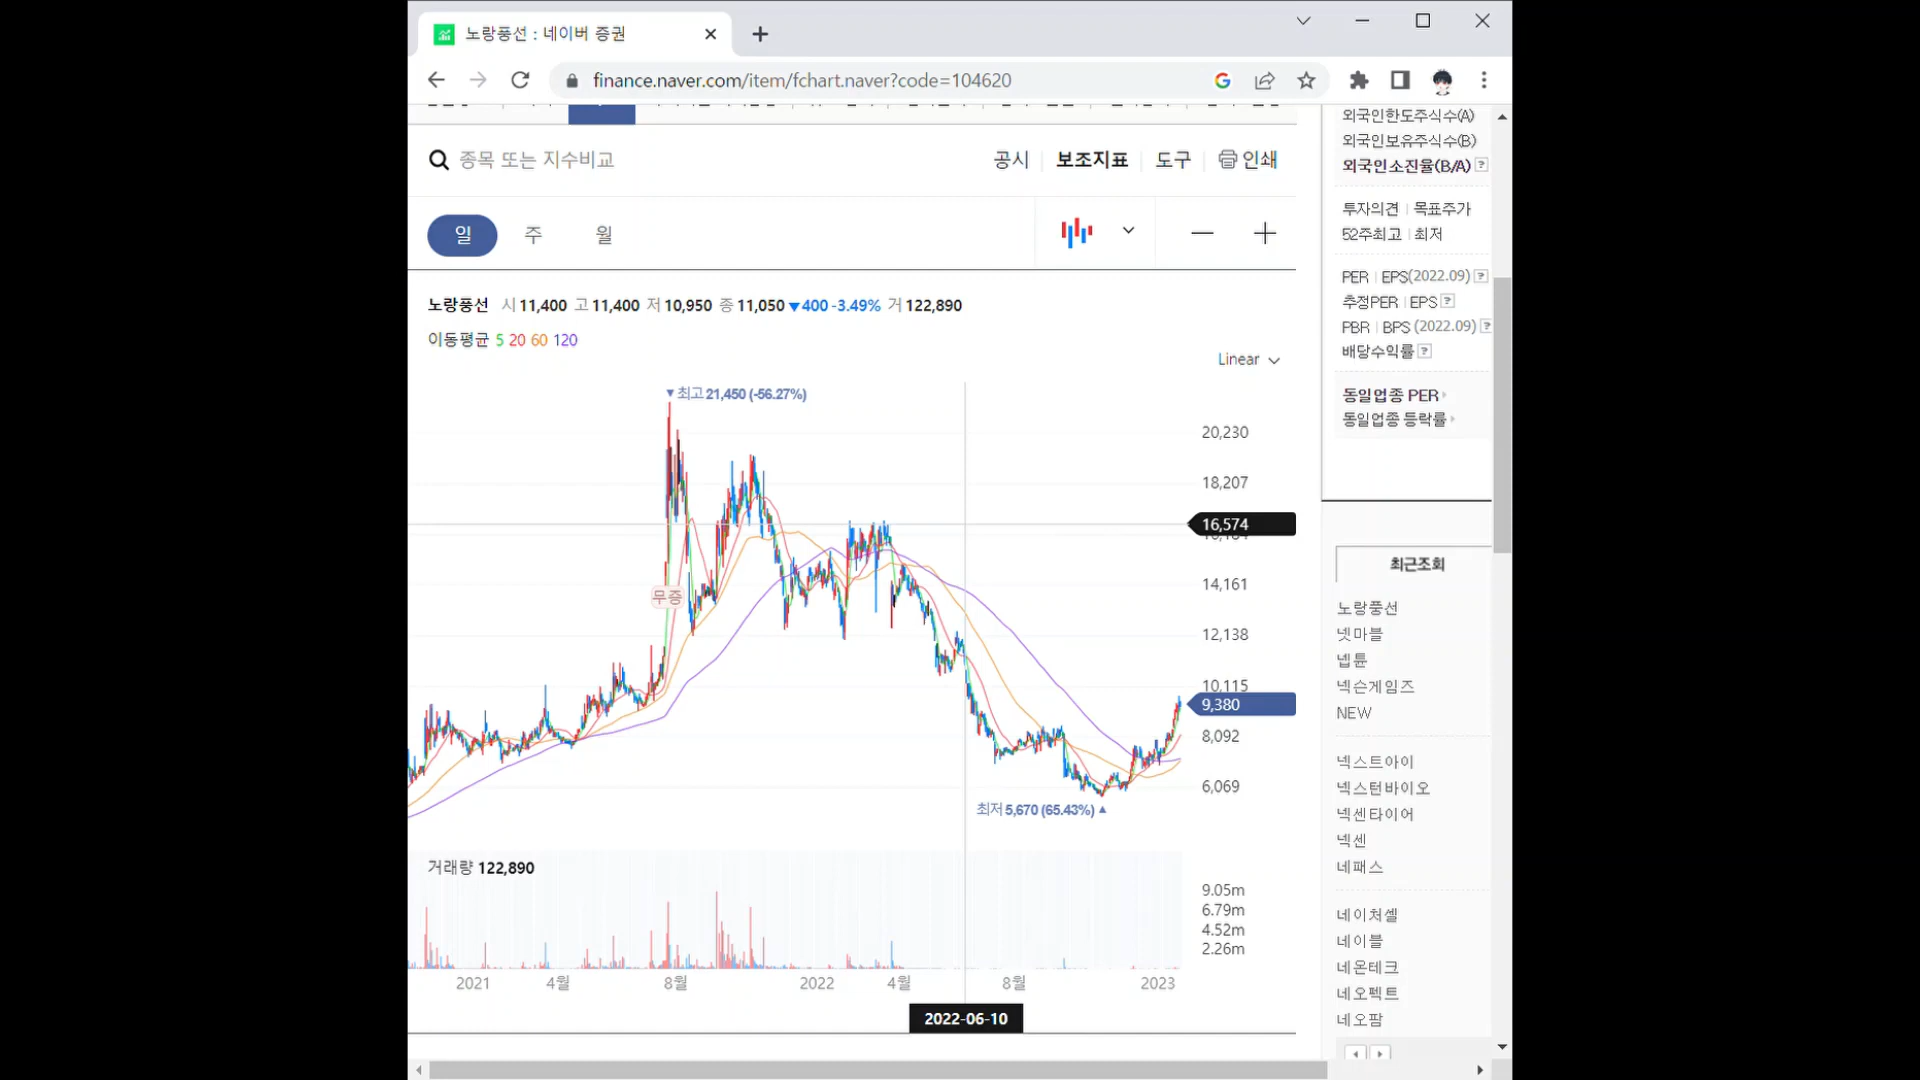 노랑풍선 : 네이버 증권
finance.naver.com/item/fchart.naver?code=104620
종목 또는 지수비교
공시 보조지표 도구 인쇄
일 주 월
노랑풍선 시 11,400 고 11,400 저 10,950 종 11,050 ▼400 -3.49% 거 122,890
이동평균 5 20 60 120
Linear
▼최고 21,450 (-56.27%)
20,230
18,207
16,574
14,161
무증
12,138
10,115
9,380
8,092
6,069
최저 5,670 (65.43%) ▲
거래량 122,890
9.05m
6.79m
4.52m
2.26m
2021 4월 8월 2022 4월 8월 2023
2022-06-10
외국인한도주식수(A)
외국인보유주식수(B)
외국인소진율(B/A) ?
투자의견 | 목표주가
52주최고 | 최저
PER | EPS(2022.09) ?
추정PER | EPS ?
PBR | BPS (2022.09) ?
배당수익률 ?
동일업종 PER
동일업종 등락률
최근조회
노랑풍선
넷마블
넵튠
넥슨게임즈
NEW
넥스트아이
넥스턴바이오
넥센타이어
넥센
네패스
네이처셀
네이블
네온테크
네오펙트
네오팜